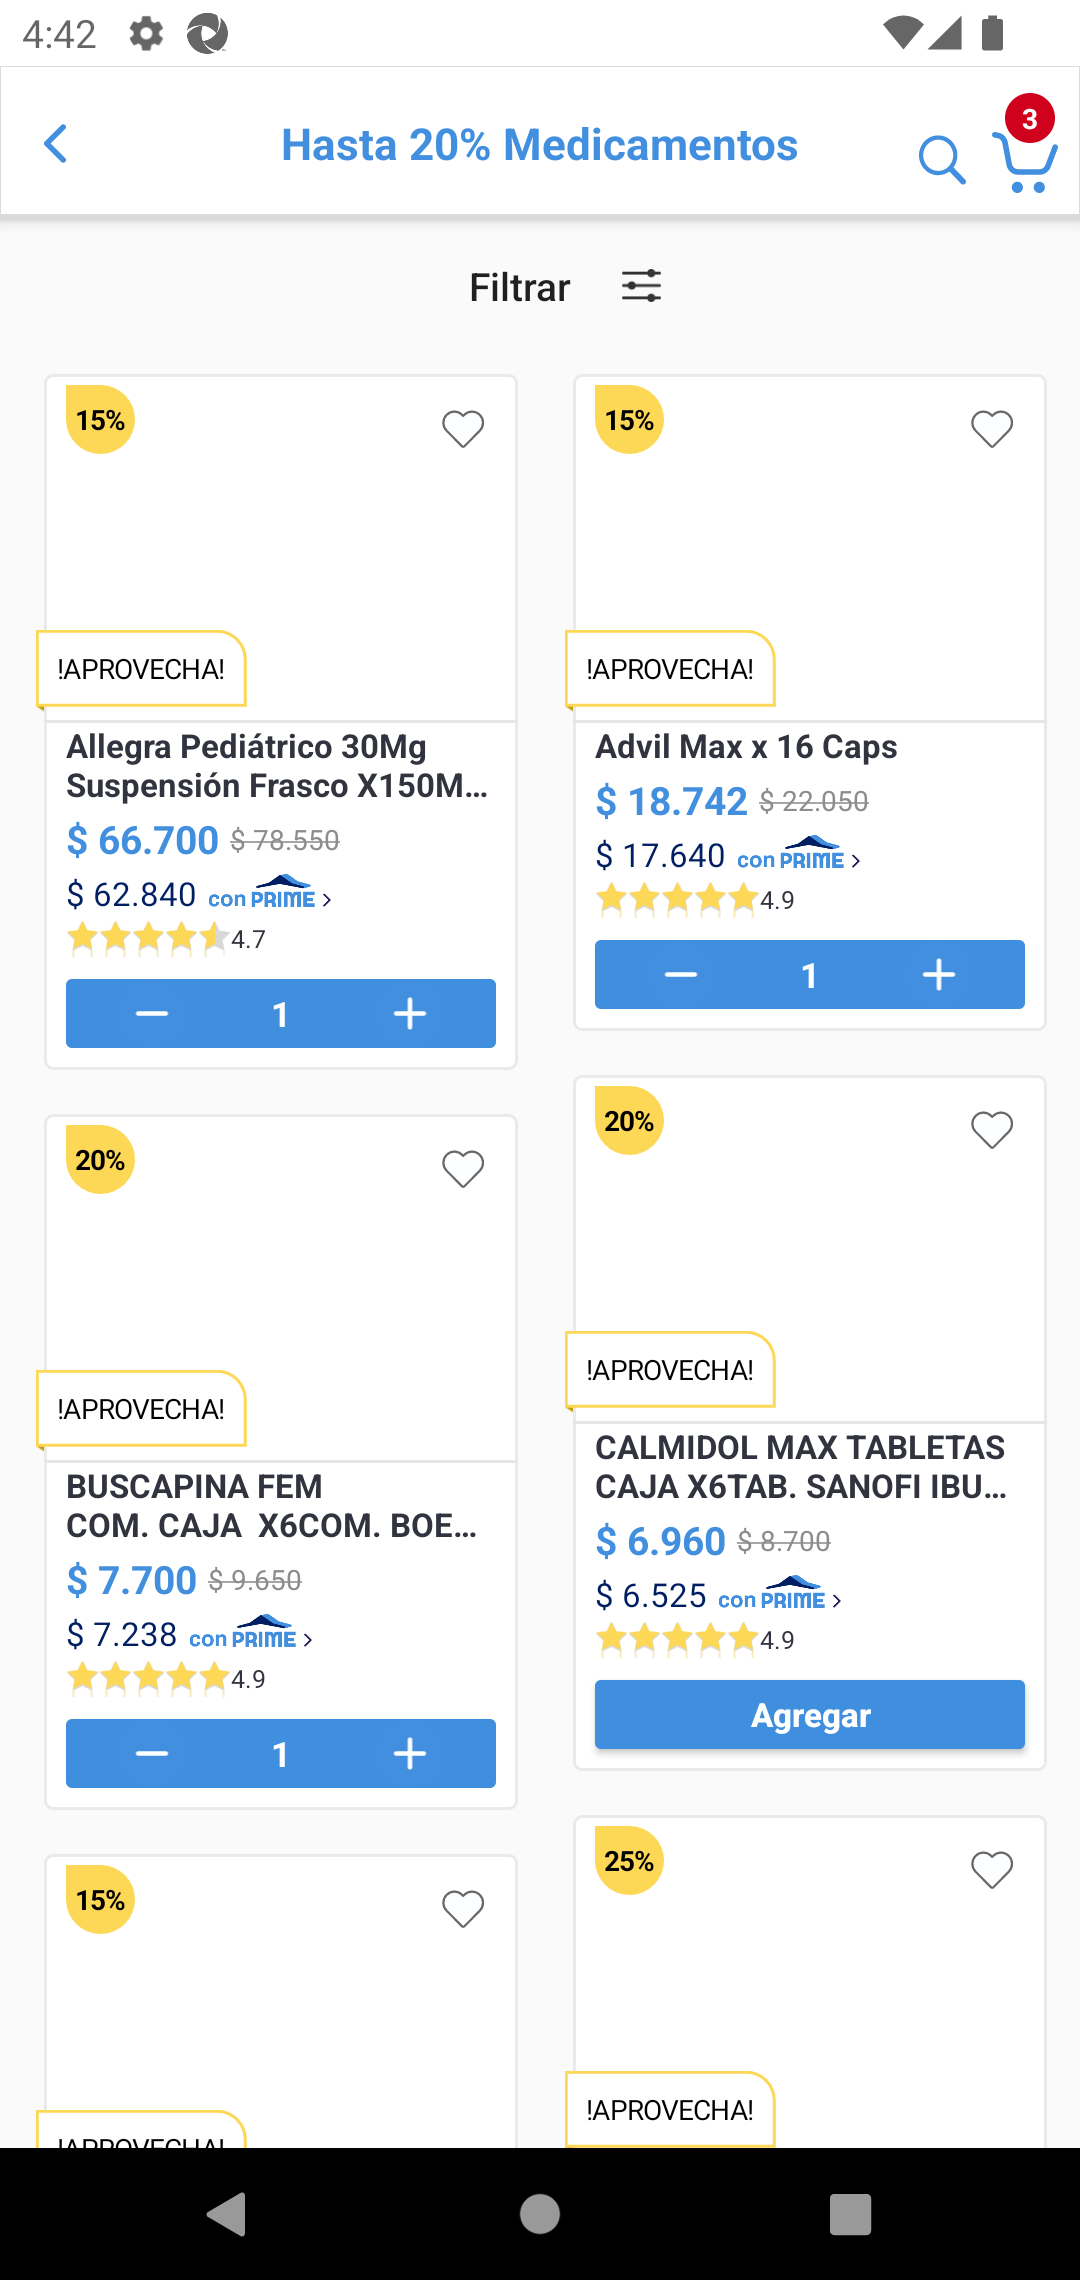 4:42
Hasta 20% Medicamentos
3
Filtrar
15%
!APROVECHA!
Allegra Pediátrico 30Mg
Suspensión Frasco X150M...
$ 66.700 $ 78.550
$ 62.840 con PRIME >
4.7
1
15%
!APROVECHA!
Advil Max x 16 Caps
$ 18.742 $ 22.050
$ 17.640 con PRIME >
4.9
1
20%
!APROVECHA!
BUSCAPINA FEM
COM. CAJA X6COM. BOE...
$ 7.700 $ 9.650
$ 7.238 con PRIME >
4.9
1
20%
!APROVECHA!
CALMIDOL MAX TABLETAS
CAJA X6TAB. SANOFI IBU...
$ 6.960 $ 8.700
$ 6.525 con PRIME >
4.9
Agregar
15%
!APROVECHA!
25%
!APROVECHA!